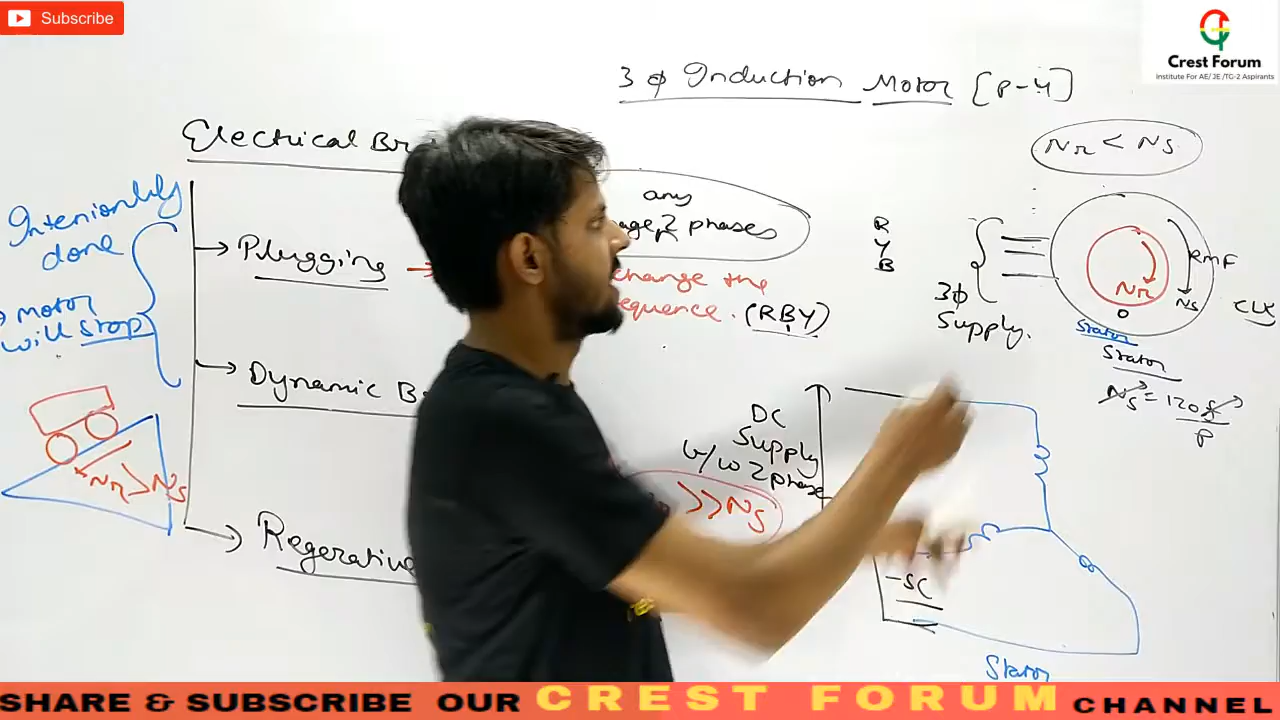 Subscribe
Crest Forum
Institute For AE/ JE /TG-2 Aspirants
3 φ Induction Motor [P-4]
Electrical Br
Nr < Ns
Intenionbly
done
motor
will stop
Nr > Ns
→ Plugging →
any
2 phases
change the
equence. (RBY)
→ Dynamic B
→ Regerative
>> Ns
R
Y
B
3φ
Supply.
RMF
Nr
Ns
Stator
Stator
Ns = 120f
P
DC
Supply
b/w 2 phase
-SC
Stator
SHARE & SUBSCRIBE OUR CREST FORUM CHANNEL